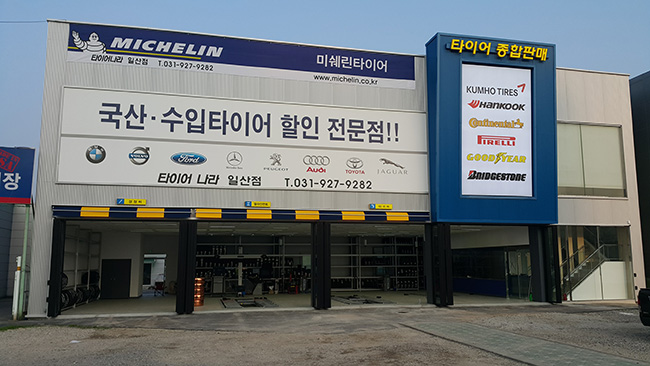 MICHELIN
미쉐린타이어
타이어나라 일산점 T.031-927-9282
www.michelin.co.kr
타이어 종합판매
국산·수입타이어 할인 전문점!!
VOLVO
Ford
PEUGEOT
Audi
TOYOTA
JAGUAR
타이어 나라 일산점 T.031-927-9282
KUMHO TIRES
HANKOOK
Continental
PIRELLI
GOODYEAR
BRIDGESTONE
장